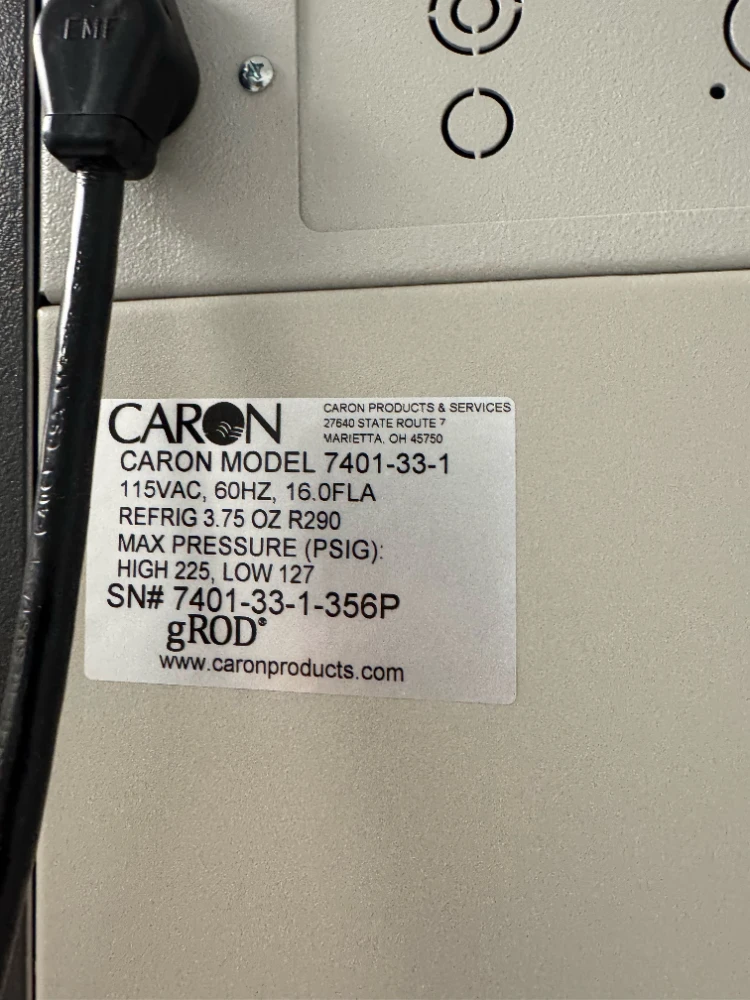 EMF
CARON
CARON PRODUCTS & SERVICES
27640 STATE ROUTE 7
MARIETTA, OH 45750
CARON MODEL 7401-33-1
115VAC, 60HZ, 16.0FLA
REFRIG 3.75 OZ R290
MAX PRESSURE (PSIG):
HIGH 225, LOW 127
SN# 7401-33-1-356P
gROD®
www.caronproducts.com